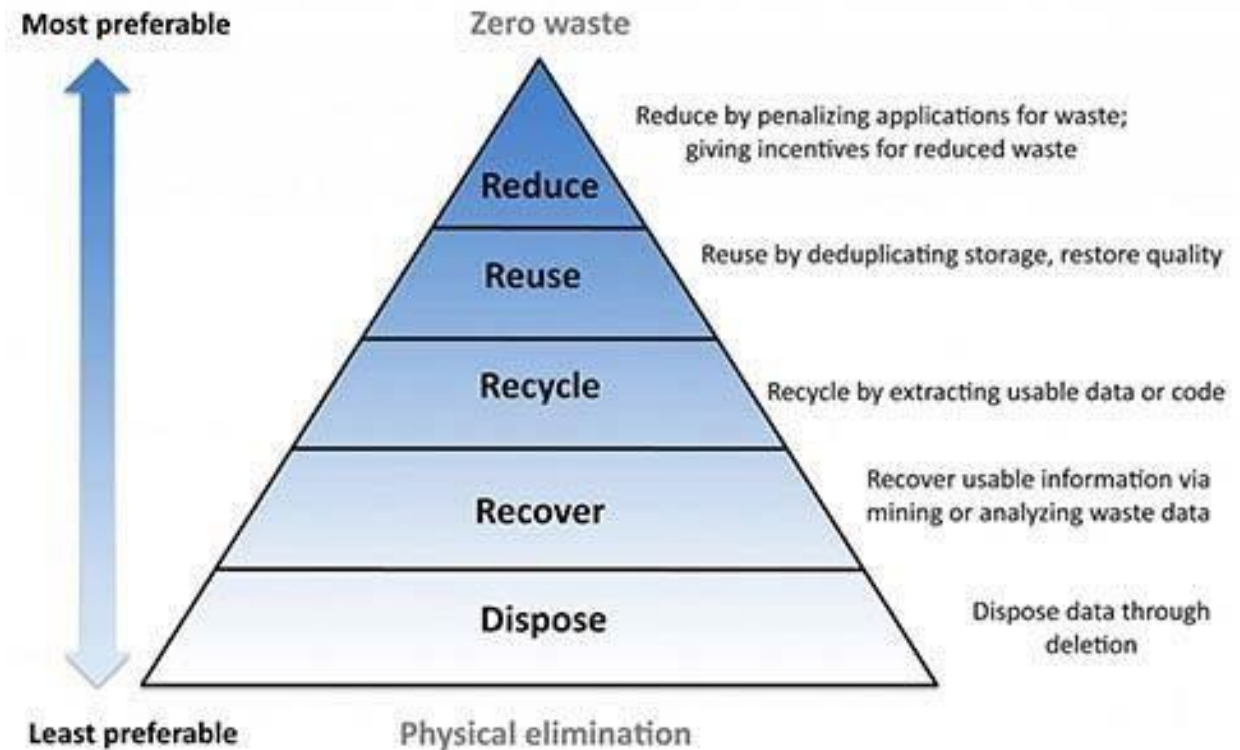 Most preferable
Zero waste
Reduce by penalizing applications for waste;
giving incentives for reduced waste
Reduce
Reuse by deduplicating storage, restore quality
Reuse
Recycle
Recycle by extracting usable data or code
Recover usable information via
mining or analyzing waste data
Recover
Dispose data through
deletion
Dispose
Least preferable
Physical elimination